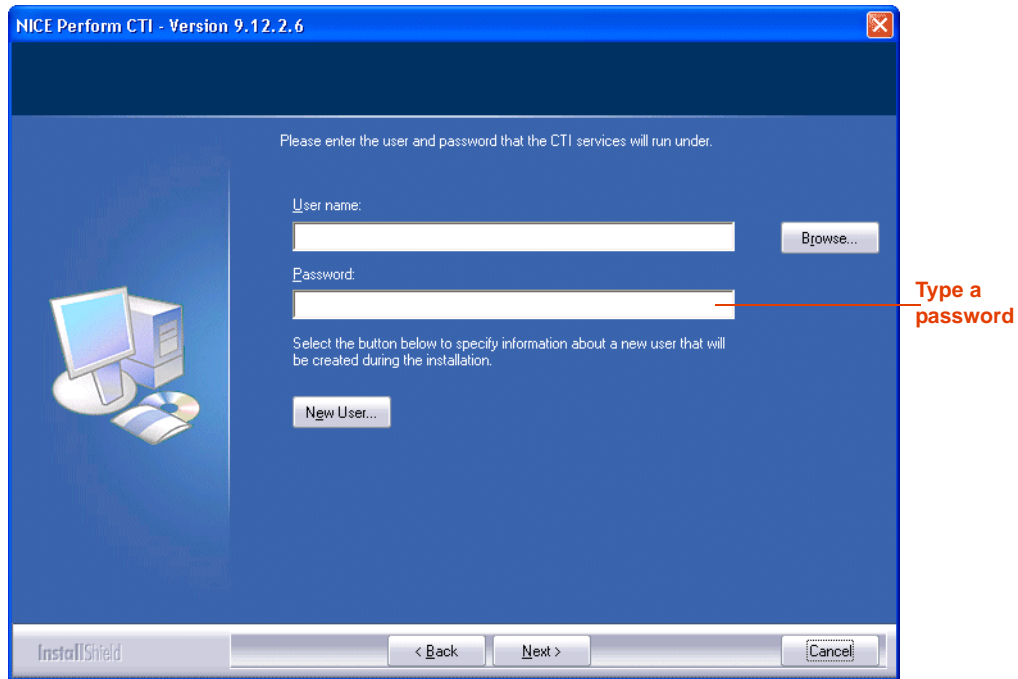 NICE Perform CTI - Version 9.12.2.6
Please enter the user and password that the CTI services will run under.
User name:
Browse...
Password:
Type a
password
Select the button below to specify information about a new user that will
be created during the installation.
New User...
InstallShield
< Back
Next >
Cancel